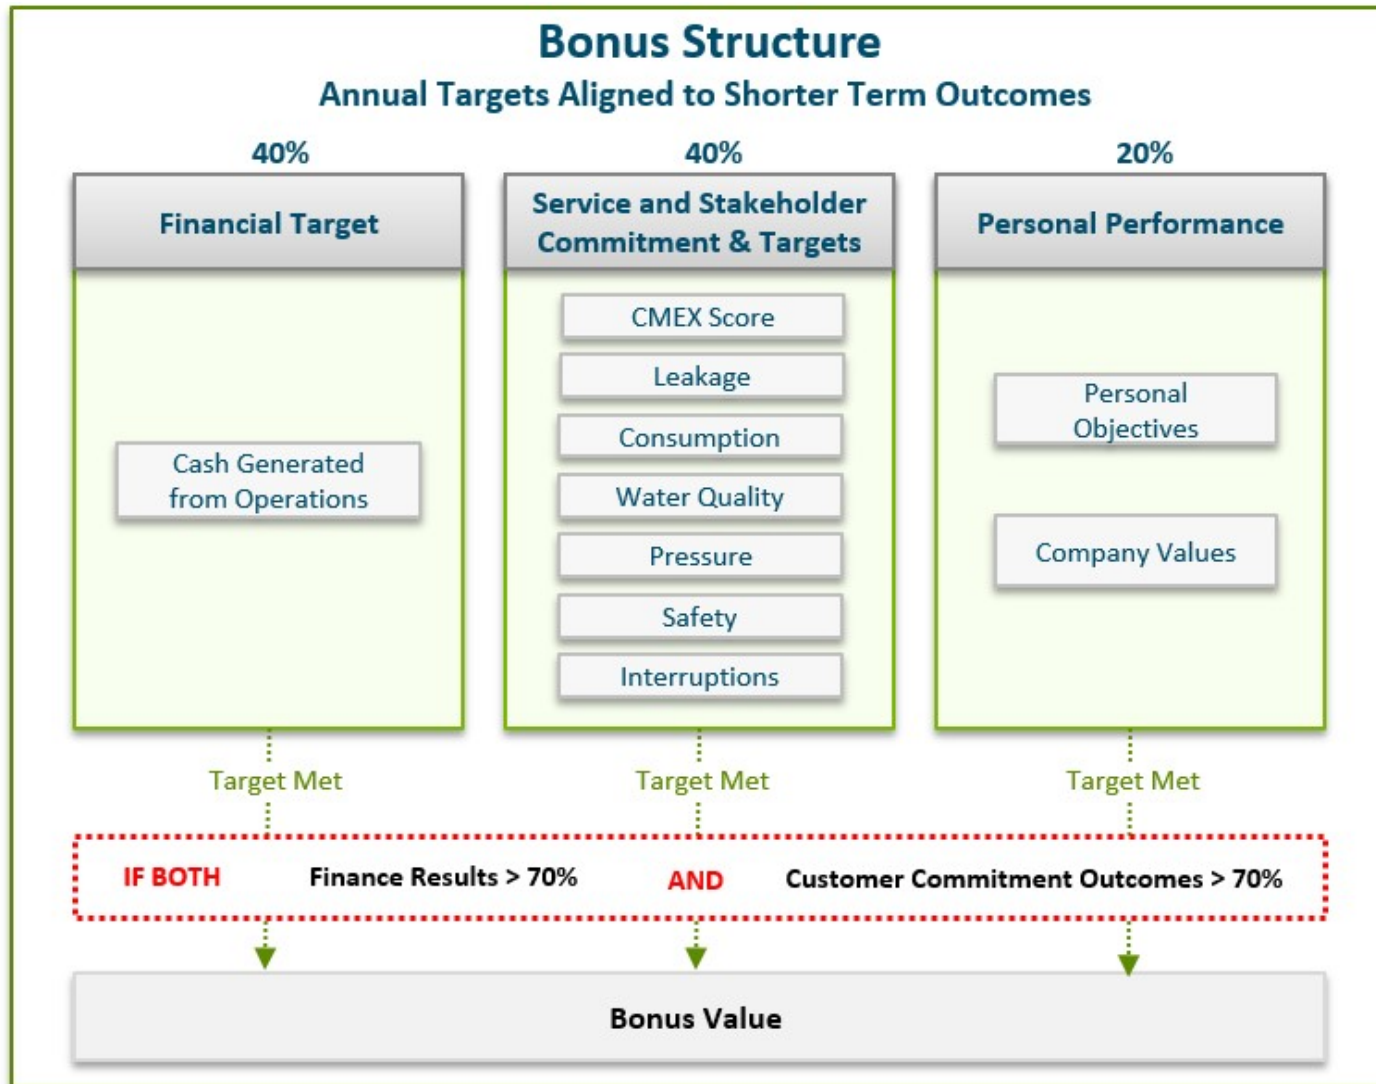 Bonus Structure
Annual Targets Aligned to Shorter Term Outcomes
40%
40%
20%
Financial Target
Service and Stakeholder
Commitment & Targets
Personal Performance
Cash Generated
from Operations
CMEX Score
Leakage
Consumption
Water Quality
Pressure
Safety
Interruptions
Personal
Objectives
Company Values
Target Met
Target Met
Target Met
IF BOTH Finance Results > 70% AND Customer Commitment Outcomes > 70%
Bonus Value